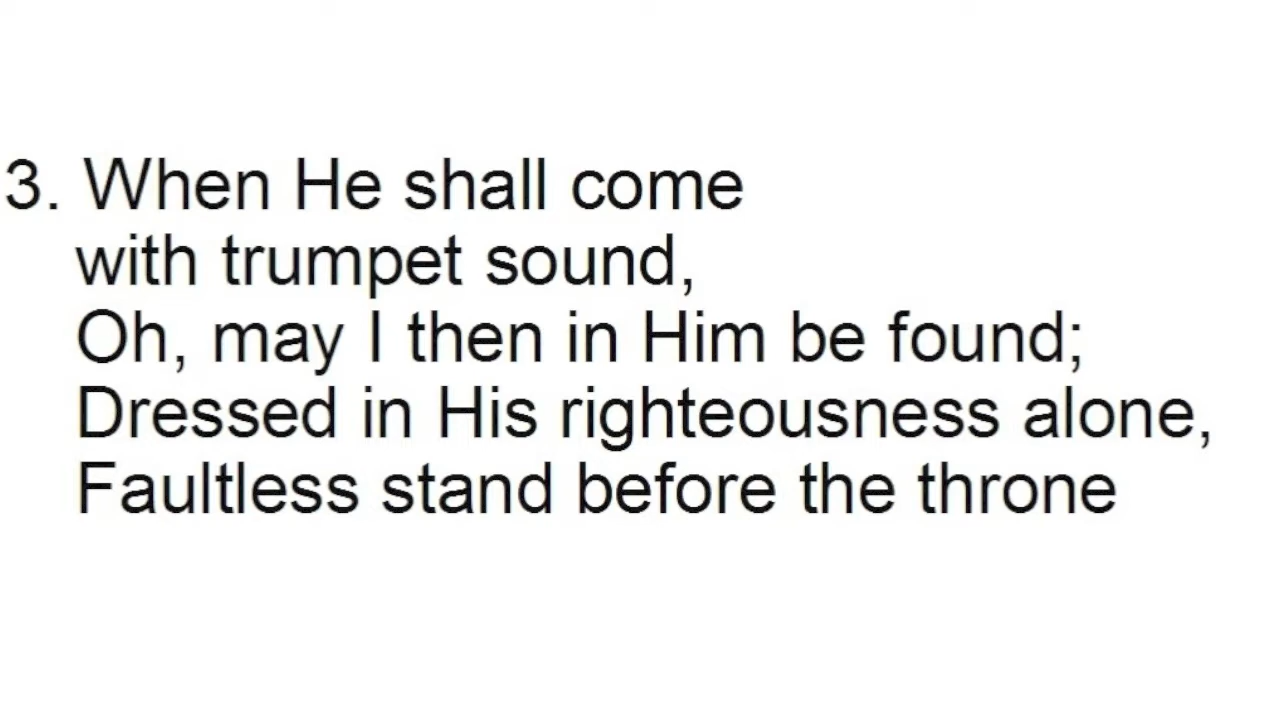 3. When He shall come
with trumpet sound,
Oh, may I then in Him be found;
Dressed in His righteousness alone,
Faultless stand before the throne